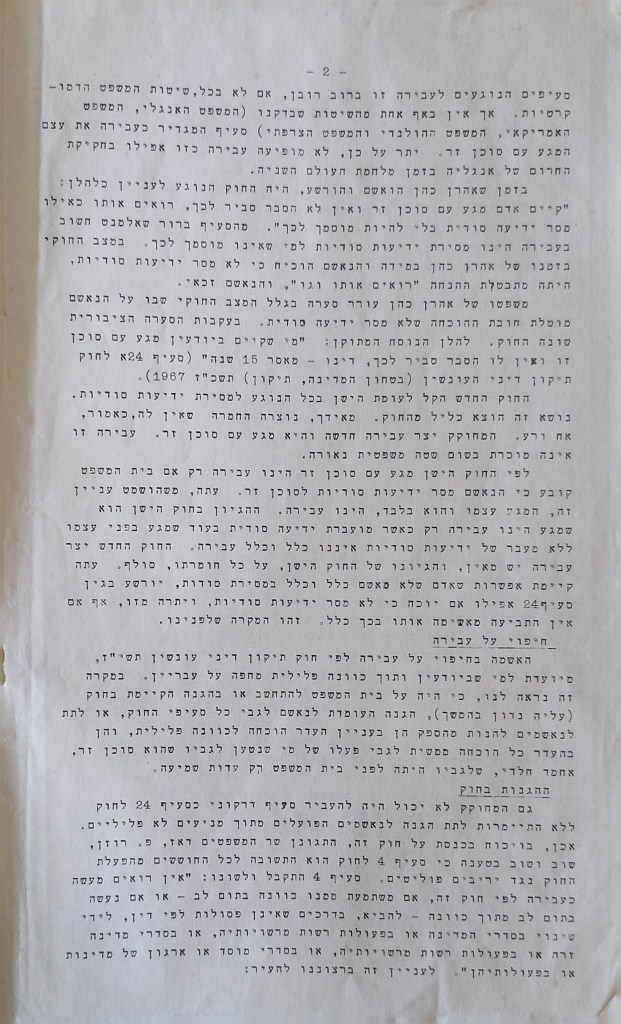 - 2 -
סעיפים הנוגעים לעבירה זו ברוב רובן, אם לא בכל, שיטות המשפט הדמו-
קרטיות. אך אין באף אחת מהשיטות שבדקנו (המשפט האנגלי, המשפט
האמריקאי, המשפט ההולנדי והמשפט הצרפתי) סעיף המגדיר כעבירה את עצם
המגע עם סוכן זר. יתר על כן, לא מופיעה עבירה כזו אפילו בחקיקת
החרום של אנגליה בזמן מלחמת העולם השניה.
בזמן שאהרן כהן הואשם והורשע, היה החוק הנוגע לעניין כלהלן:
"קיים אדם מגע עם סוכן זר ואין לא הסבר סביר לכך, רואים אותו כאילו
מסר ידיעה סודית בלי להיות מוסמך לכך". מהסעיף ברור שאלמנט חשוב
בעבירה הינו מסירת ידיעות סודיות למי שאינו מוסמך לכך. במצב החוקי
בזמנו של אהרן כהן במידה והנאשם הוכיח כי לא מסר ידיעות סודיות,
היתה מתבטלת ההנחה "רואים אותו וגו'", והנאשם זכאי.
משפטו של אהרן כהן עורר סערה בגלל המצב החוקי שבו על הנאשם
מוטלת חובת ההוכחה שלא מסר ידיעה סודית. בעקבות הסערה הציבורית
שונה החוק. להלן הנוסח המתוקן: "מי שקיים ביודעין מגע עם סוכן
זו ואין לו הסבר סביר לכך, דינו - מאסר 15 שנה" (סעיף 24א לחוק
תיקון דיני העונשין (בטחון המדינה, תיקון) תשכ"ז 1967).
החוק החדש הקל לעומת הישן בכל הנוגע למסירת ידיעות סודיות.
נושא זה הוצא כליל מהחוק. מאידך, נוצרה החמרה שאין לה, כאמור,
אח ורע. המחוקק יצר עבירה חדשה והיא מגע עם סוכן זר. עבירה זו
אינה מוכרת בשום שטה משפטית נאורה.
לפי החוק הישן מגע עם סוכן זר הינו עבירה רק אם בית המשפט
קובע כי הנאשם מסר ידיעות סודיות לסוכן זר. עתה, משהושמט עניין
זה, המגע עצמו והוא בלבד, הינו עבירה. ההגיון בחוק הישן הוא
שמגע הינו עבירה רק כאשר מועברת ידיעה סודית בעוד שמגע בפני עצמו
ללא מעבר של ידיעות סודיות איננו כלל וכלל עבירה. החוק החדש יצר
עבירה יש מאין, והגיונו של החוק הישן, על כל חומרתו, סולף. עתה
קיימת אפשרות שאדם שלא מאשם כלל וכלל במסירת סודות, יורשע בגין
סעיף 24 אפילו אם יוכח כי לא מסר ידיעות סודיות, ויתרה מזו, אף אם
אין התביעה מאשימה אותו בכך כלל. זהו המקרה שלפנינו.
חיפוי על עבירה
האשמה בחיפוי על עבירה לפי חוק תיקון דיני עונשין תשי"ז,
מיועדת למי שביודעין ותוך כוונה פלילית מחפה על עבריין. במקרה
זה נראה לנו, כי היה על בית המשפט להתחשב או בהגנה הקיימת בחוק
(עליה נדון בהמשך), הגנה העומדת לנאשם לגבי כל סעיפי החוק, או לתת
לנאשמים להנות מהספק הן בעניין העדר הוכחה לכוונה פלילית, והן
בהעדר כל הוכחה ממשית לגבי פעלו של מי שנטען לגביו שהוא סוכן זר,
אחמד חלדי, שלגביו היתה לפני בית המשפט רק עדות שמיעה.
ההגנות בחוק
גם המחוקק לא יכול היה להעביר סעיף דרקוני כסעיף 24 לחוק
ללא התיימרות לתת הגנה לנאשמים הפועלים מתוך מניעים לא פליליים.
אכן, בוויכוח בכנסת על חוק זה, התגונן שר המשפטים דאז, פ. רוזן,
שוב ושוב בטענה כי סעיף 4 לחוק הוא התשובה לכל החוששים מהפעלת
החוק נגד יריבים פוליטים. סעיף 4 התקבל ולשונו: "אין רואים מעשה
כעבירה לפי חוק זה, אם משתמעת ממנו כוונה בתום לב - או אם נעשה
בתום לב מתוך כוונה - להביא, בדרכים שאינן פסולות לפי דין, לידי
שינוי בסדרי המדינה או בפעולות רשות מרשויותיה, או בסדרי מדינה
זרה או בפעולות רשות מרשויותיה, או בסדרי מוסד או ארגון של מדינות
או בפעולותיהן". לעניין זה ברצוננו להעיר: